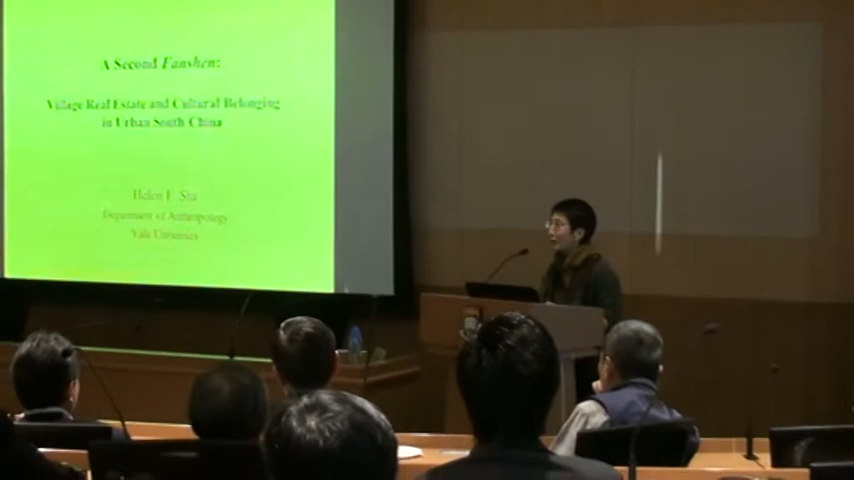 A Second Fanshen:
Village Real Estate and Cultural Belonging
in Urban South China
Helen F. Siu
Department of Anthropology
Yale University